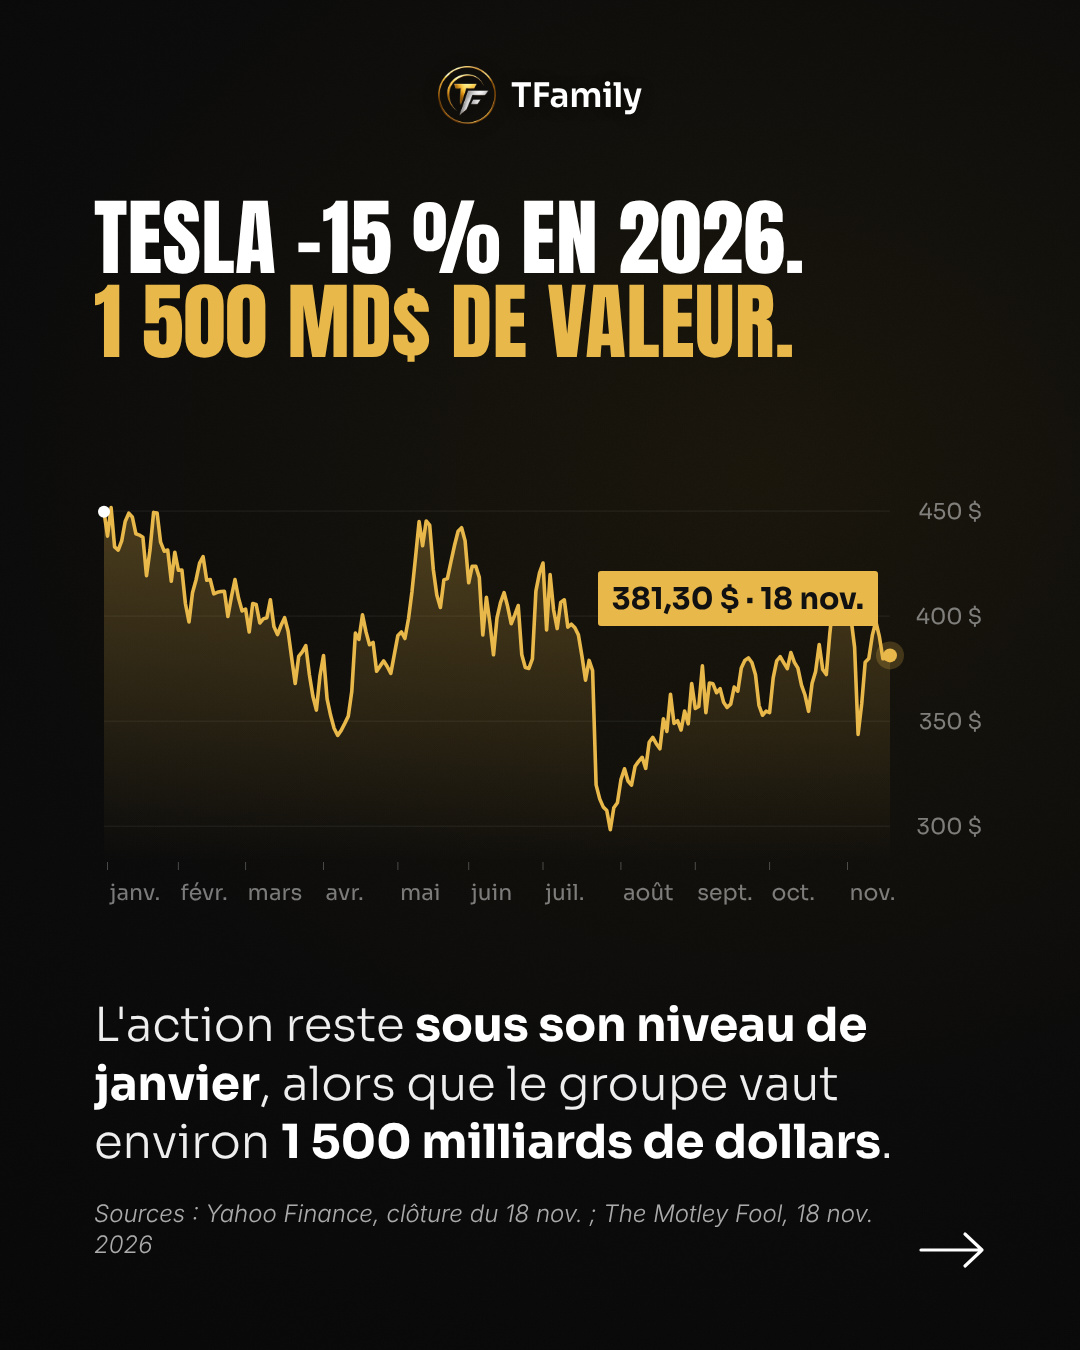 TFamily
TESLA -15 % EN 2026.
1 500 MD$ DE VALEUR.
450 $
381,30 $ · 18 nov.
400 $
350 $
300 $
janv. févr. mars avr. mai juin juil. août sept. oct. nov.
L'action reste sous son niveau de
janvier, alors que le groupe vaut
environ 1 500 milliards de dollars.
Sources : Yahoo Finance, clôture du 18 nov. ; The Motley Fool, 18 nov.
2026